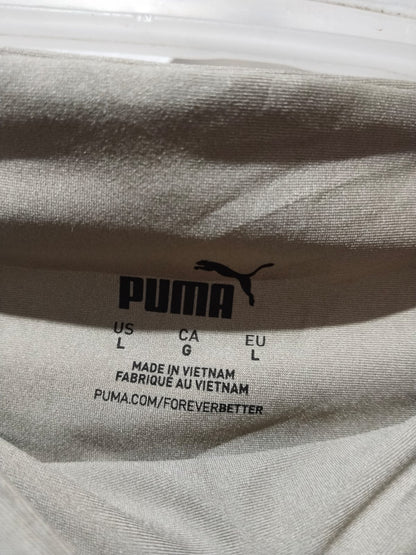 PUMA
US CA EU
L G L
MADE IN VIETNAM
FABRIQUÉ AU VIETNAM
PUMA.COM/FOREVERBETTER